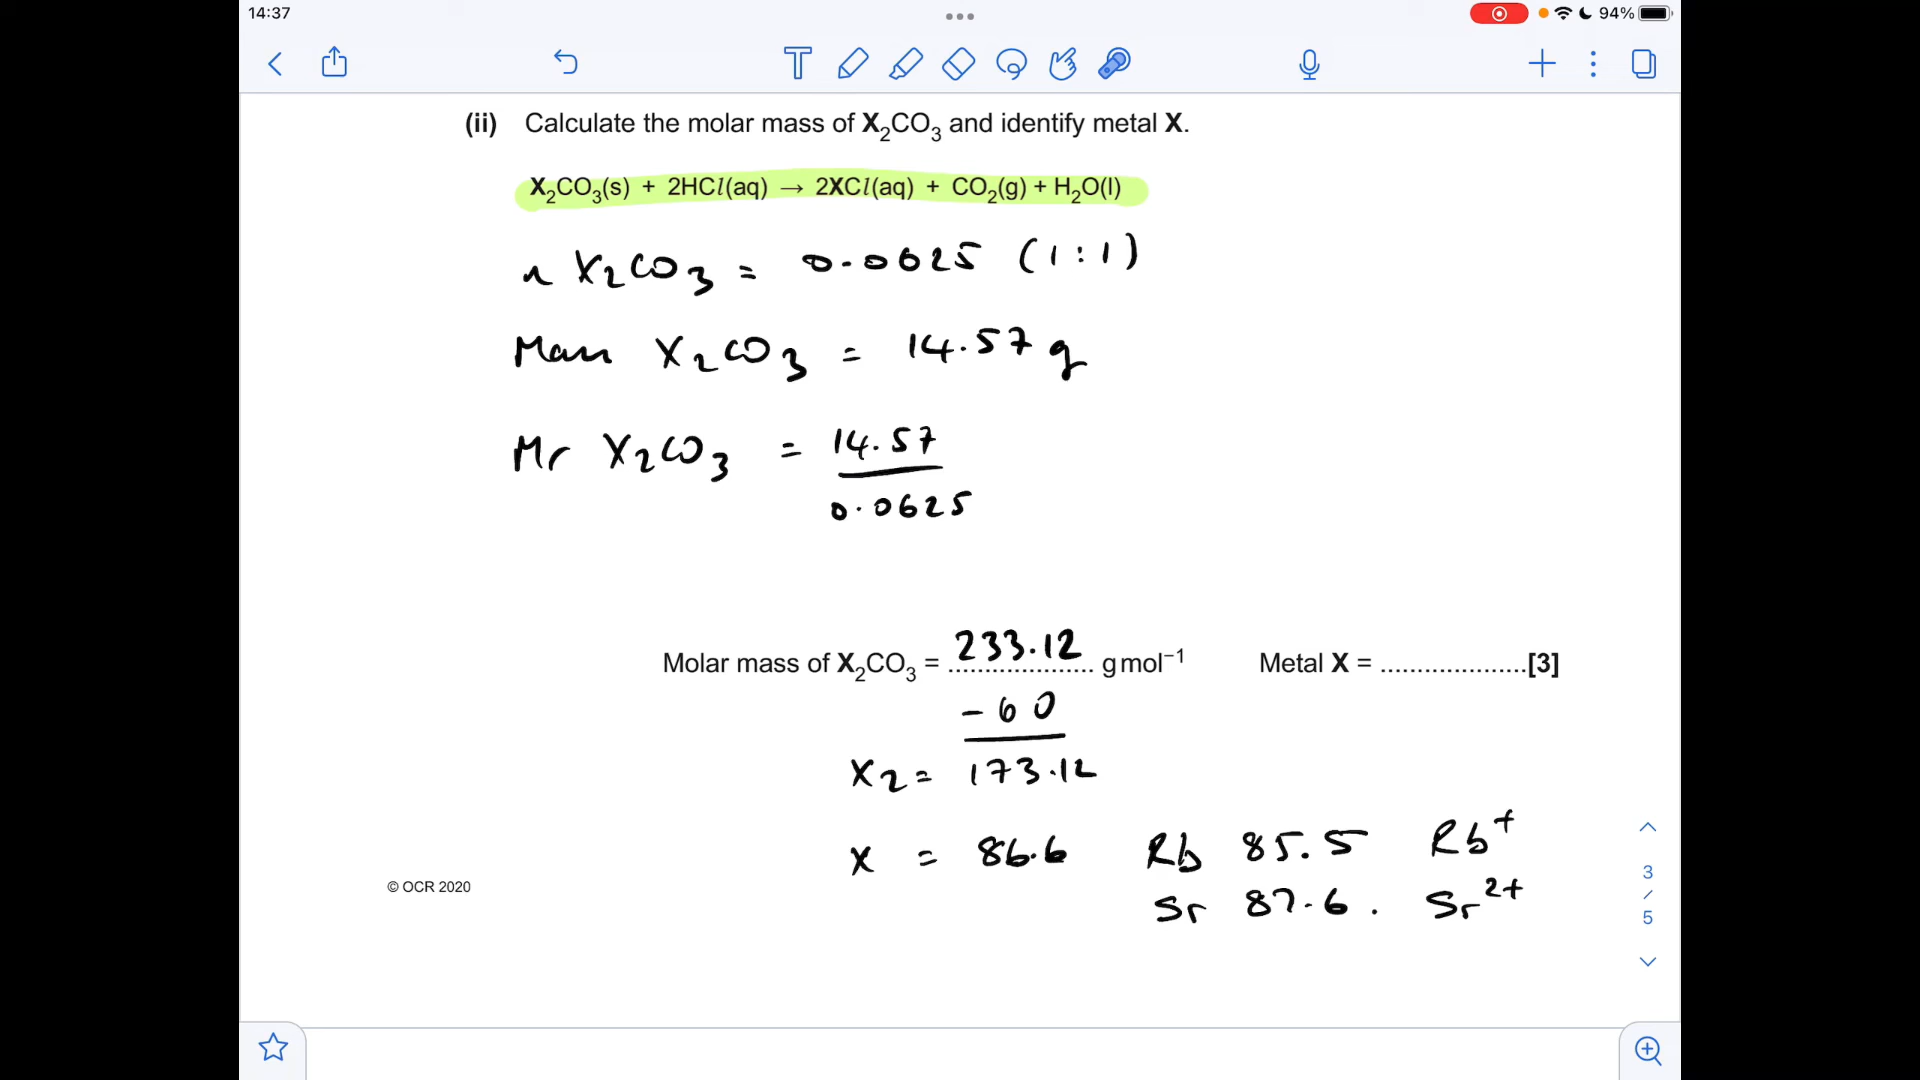 14:37
94%
(ii) Calculate the molar mass of X₂CO₃ and identify metal X.
X₂CO₃(s) + 2HCl(aq) → 2XCl(aq) + CO₂(g) + H₂O(l)
n X₂CO₃ = 0.0625 (1:1)
Mass X₂CO₃ = 14.57 g
Mr X₂CO₃ = 14.57
0.0625
Molar mass of X₂CO₃ = 233.12 g mol⁻¹ Metal X = .....................[3]
- 60
X₂ = 173.12
X = 86.6 Rb 85.5 Rb⁺
Sr 87.6. Sr²⁺
© OCR 2020
3
/
5